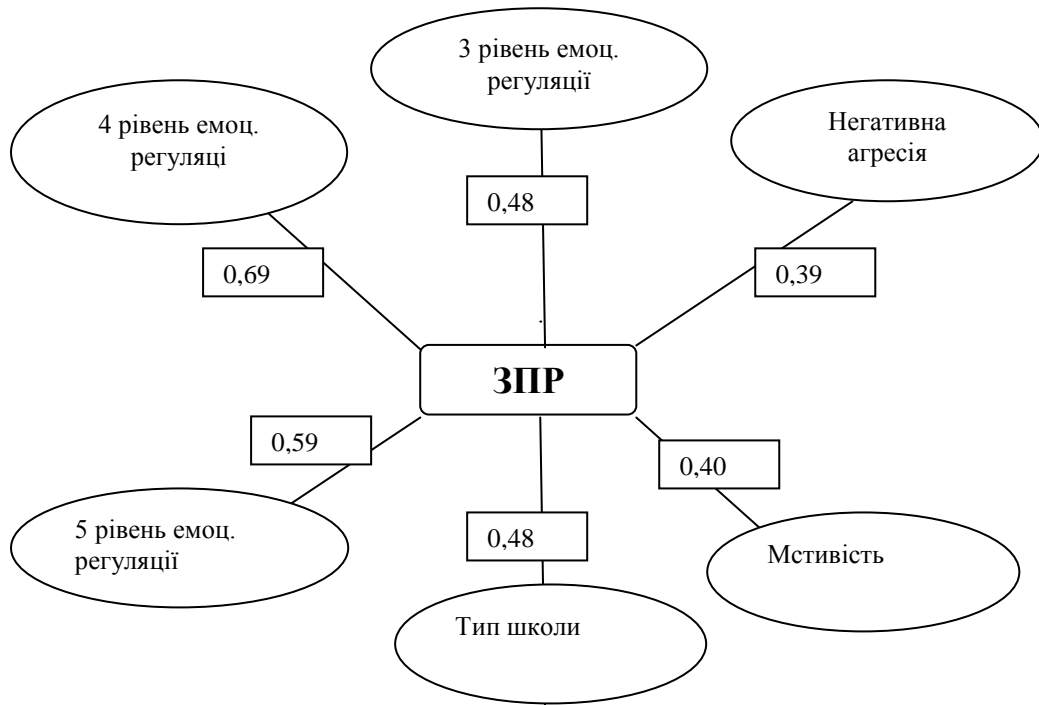 3 рівень емоц.
регуляції
4 рівень емоц.
регуляці
Негативна
агресія
0,48
0,69
0,39
ЗПР
0,59
0,40
0,48
5 рівень емоц.
регуляції
Мстивість
Тип школи